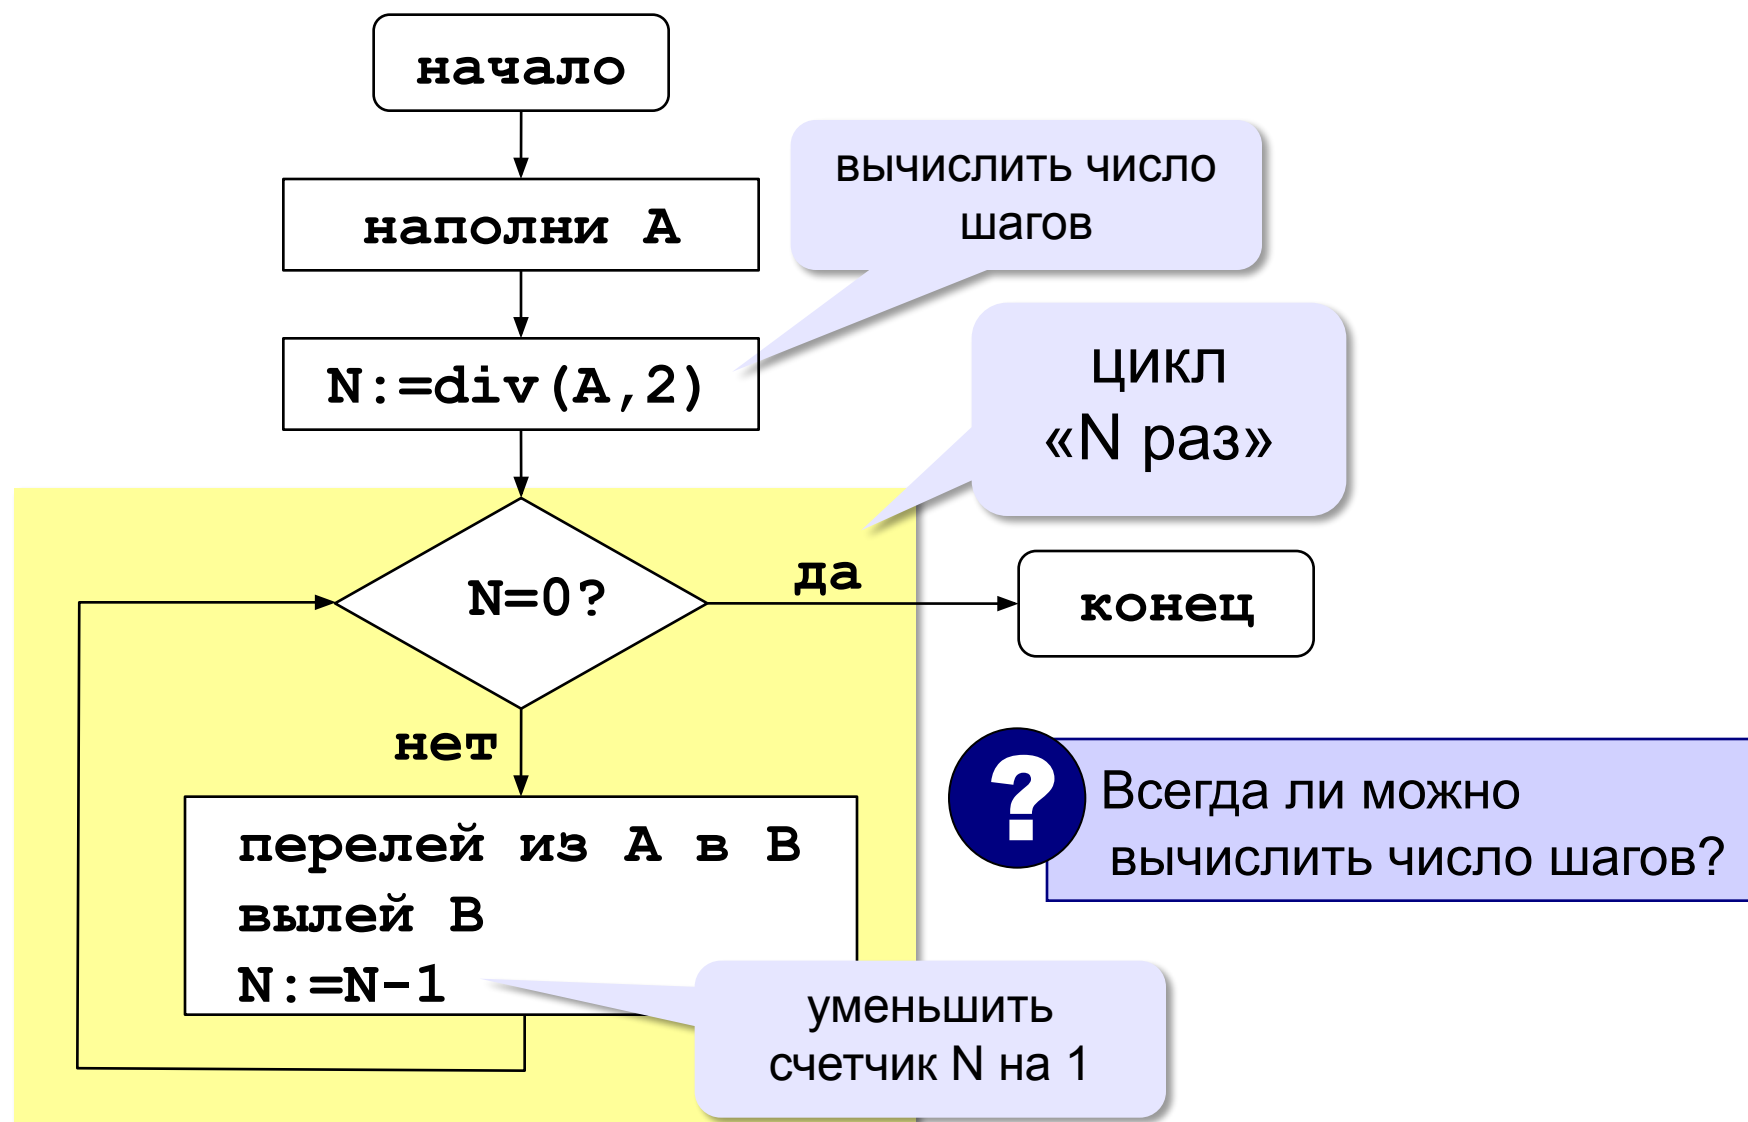 начало
наполни A
вычислить число
шагов
N:=div(A,2)
цикл
«N раз»
N=0?
да
конец
нет
перелей из A в B
вылей B
N:=N-1
?
Всегда ли можно
вычислить число шагов?
уменьшить
счетчик N на 1